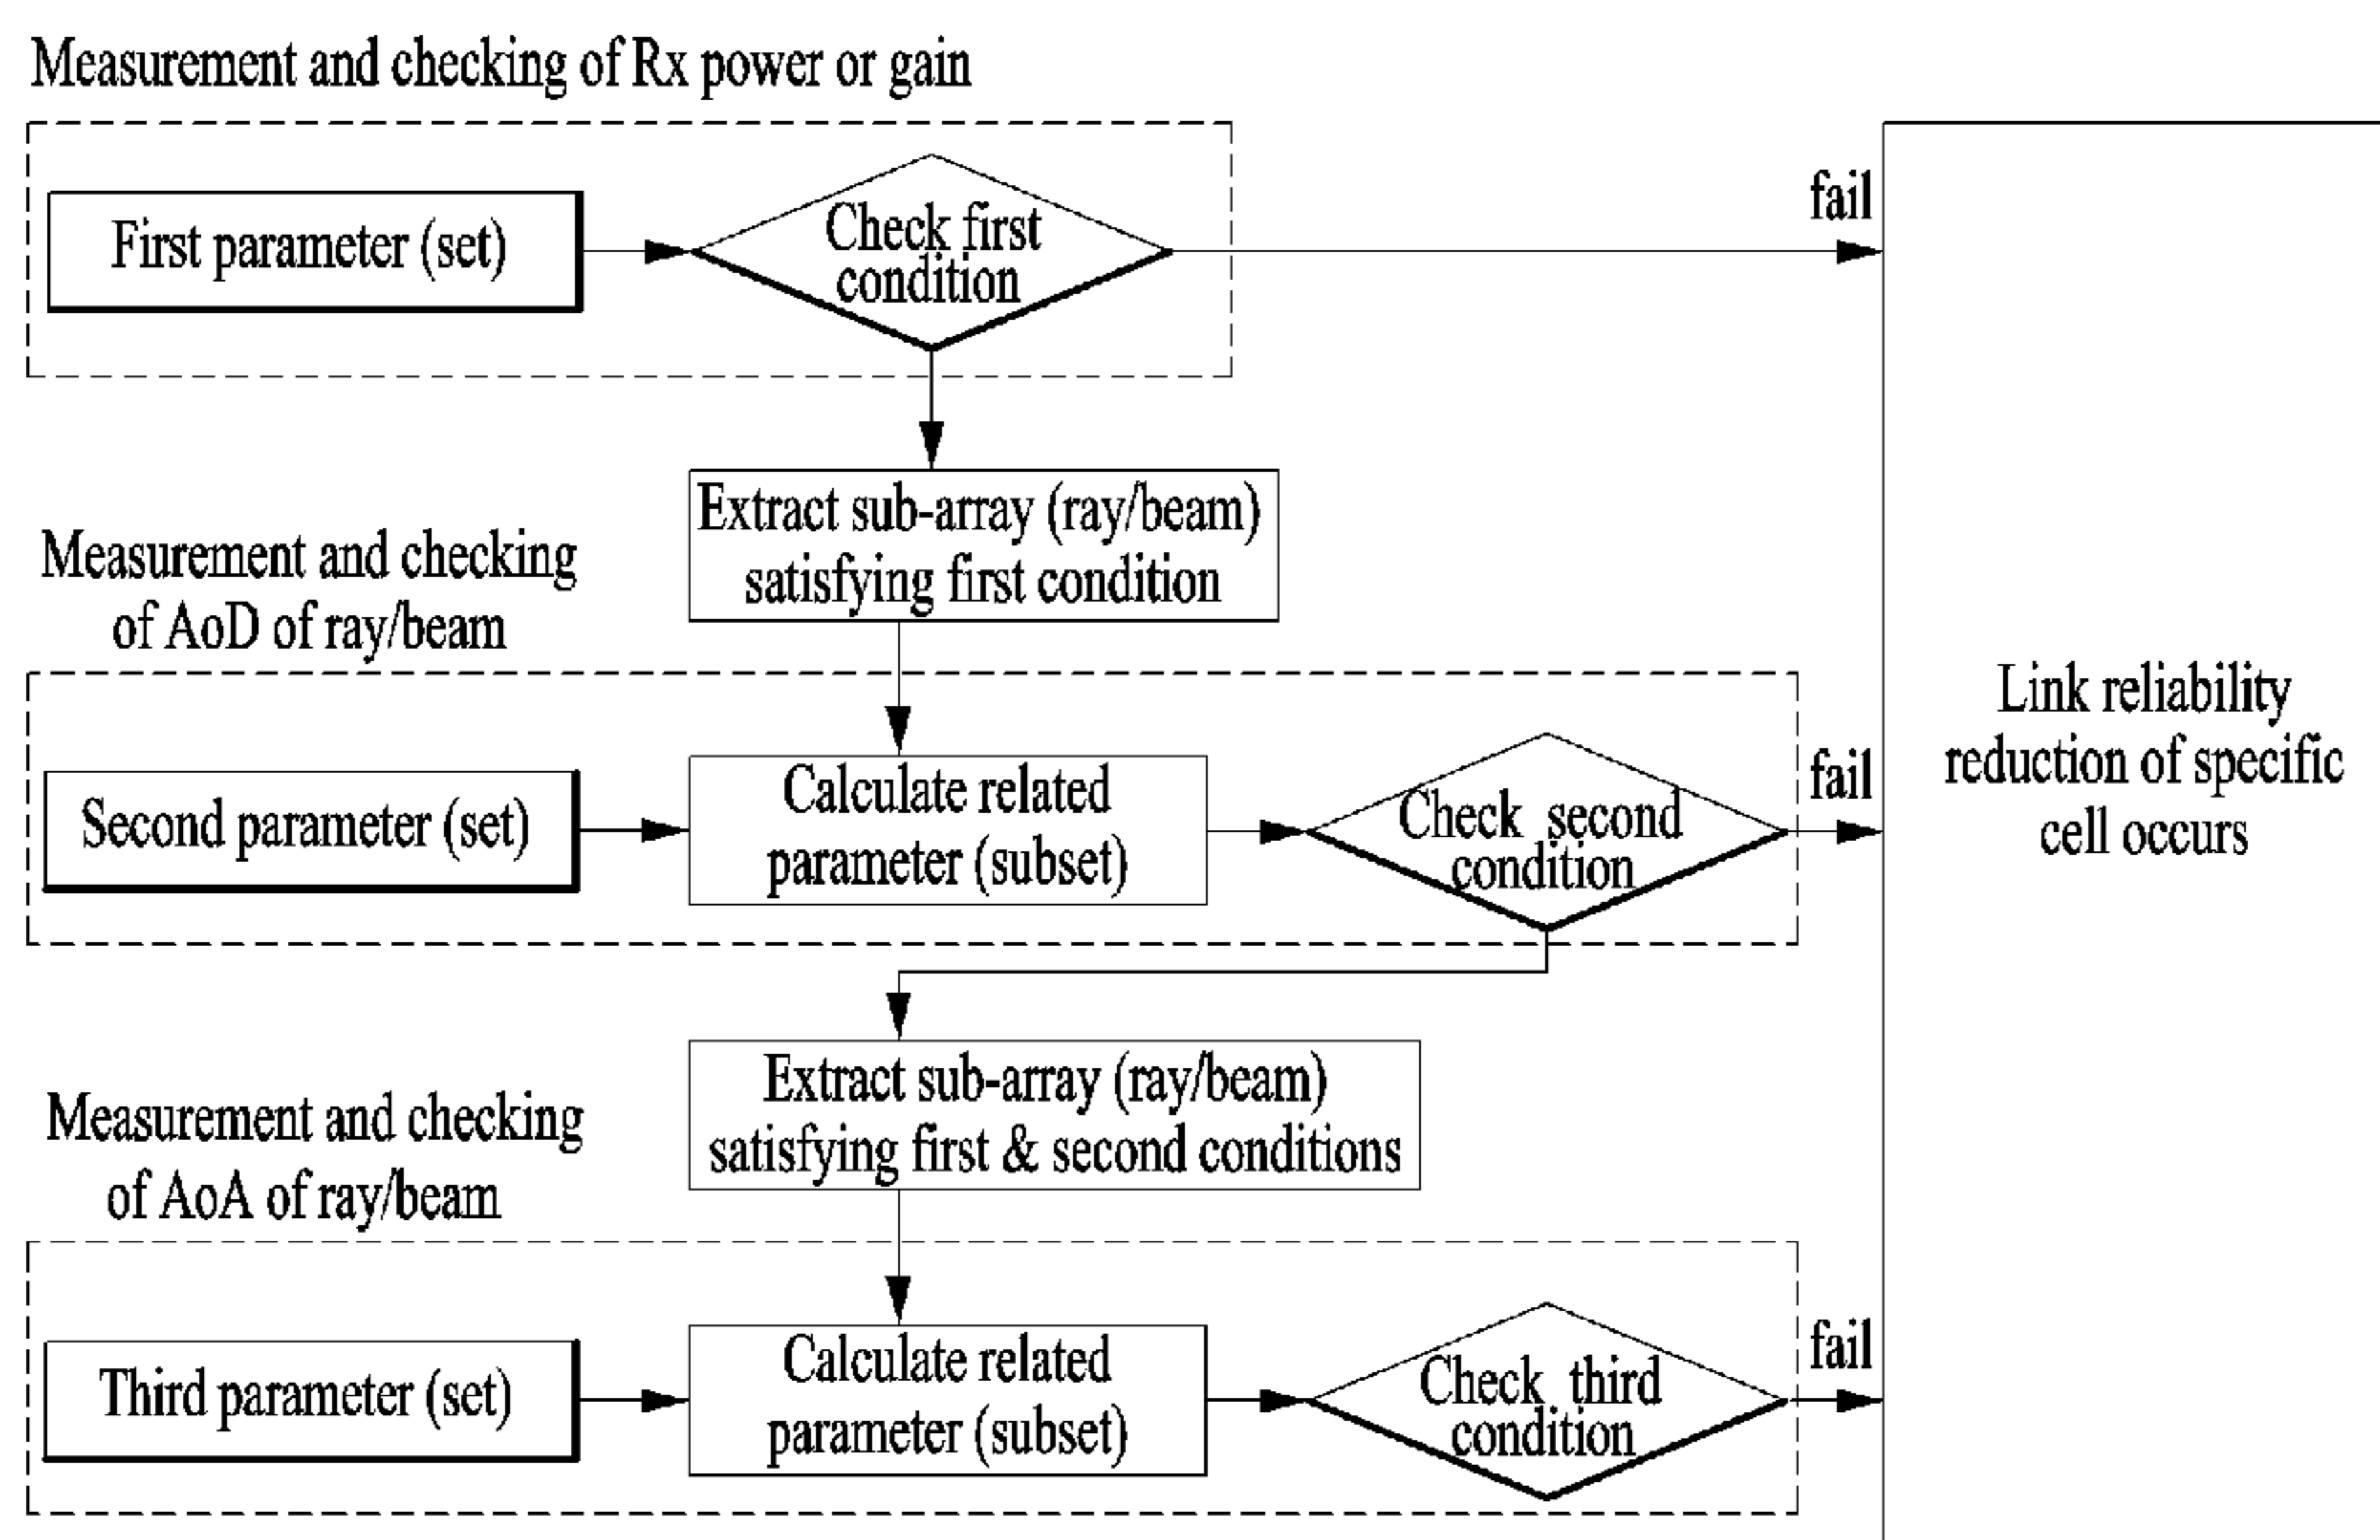 Measurement and checking of Rx power or gain
First parameter (set)
Check first
condition
fail
Extract sub-array (ray/beam)
satisfying first condition
Measurement and checking
of AoD of ray/beam
Second parameter (set)
Calculate related
parameter (subset)
Check second
condition
fail
Link reliability
reduction of specific
cell occurs
Extract sub-array (ray/beam)
satisfying first & second conditions
Measurement and checking
of AoA of ray/beam
Third parameter (set)
Calculate related
parameter (subset)
Check third
condition
fail